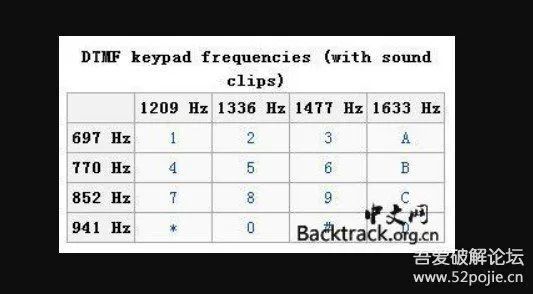 DTMF keypad frequencies (with sound
clips)
1209 Hz 1336 Hz 1477 Hz 1633 Hz
697 Hz 1 2 3 A
770 Hz 4 5 6 B
852 Hz 7 8 9 C
941 Hz * 0 # D
中文网
Backtrack.org.cn
吾爱破解论坛
www.52pojie.cn